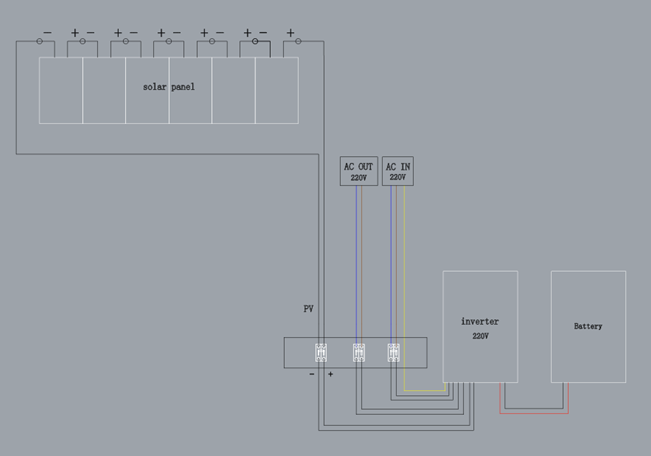 − + − + − + − + − + − +
solar panel
AC OUT
220V
AC IN
220V
PV
inverter
220V
Battery
− +